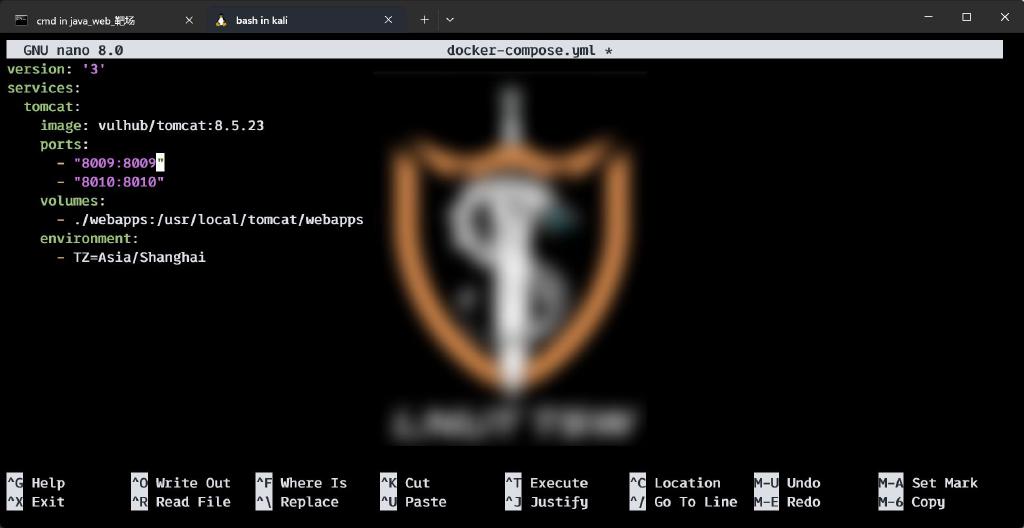 cmd in java_web_靶场
bash in kali
GNU nano 8.0 docker-compose.yml *
version: '3'
services:
tomcat:
image: vulhub/tomcat:8.5.23
ports:
- "8009:8009"
- "8010:8010"
volumes:
- ./webapps:/usr/local/tomcat/webapps
environment:
- TZ=Asia/Shanghai
^G Help ^O Write Out ^F Where Is ^K Cut ^T Execute ^C Location M-U Undo M-A Set Mark
^X Exit ^R Read File ^\ Replace ^U Paste ^J Justify ^/ Go To Line M-E Redo M-6 Copy